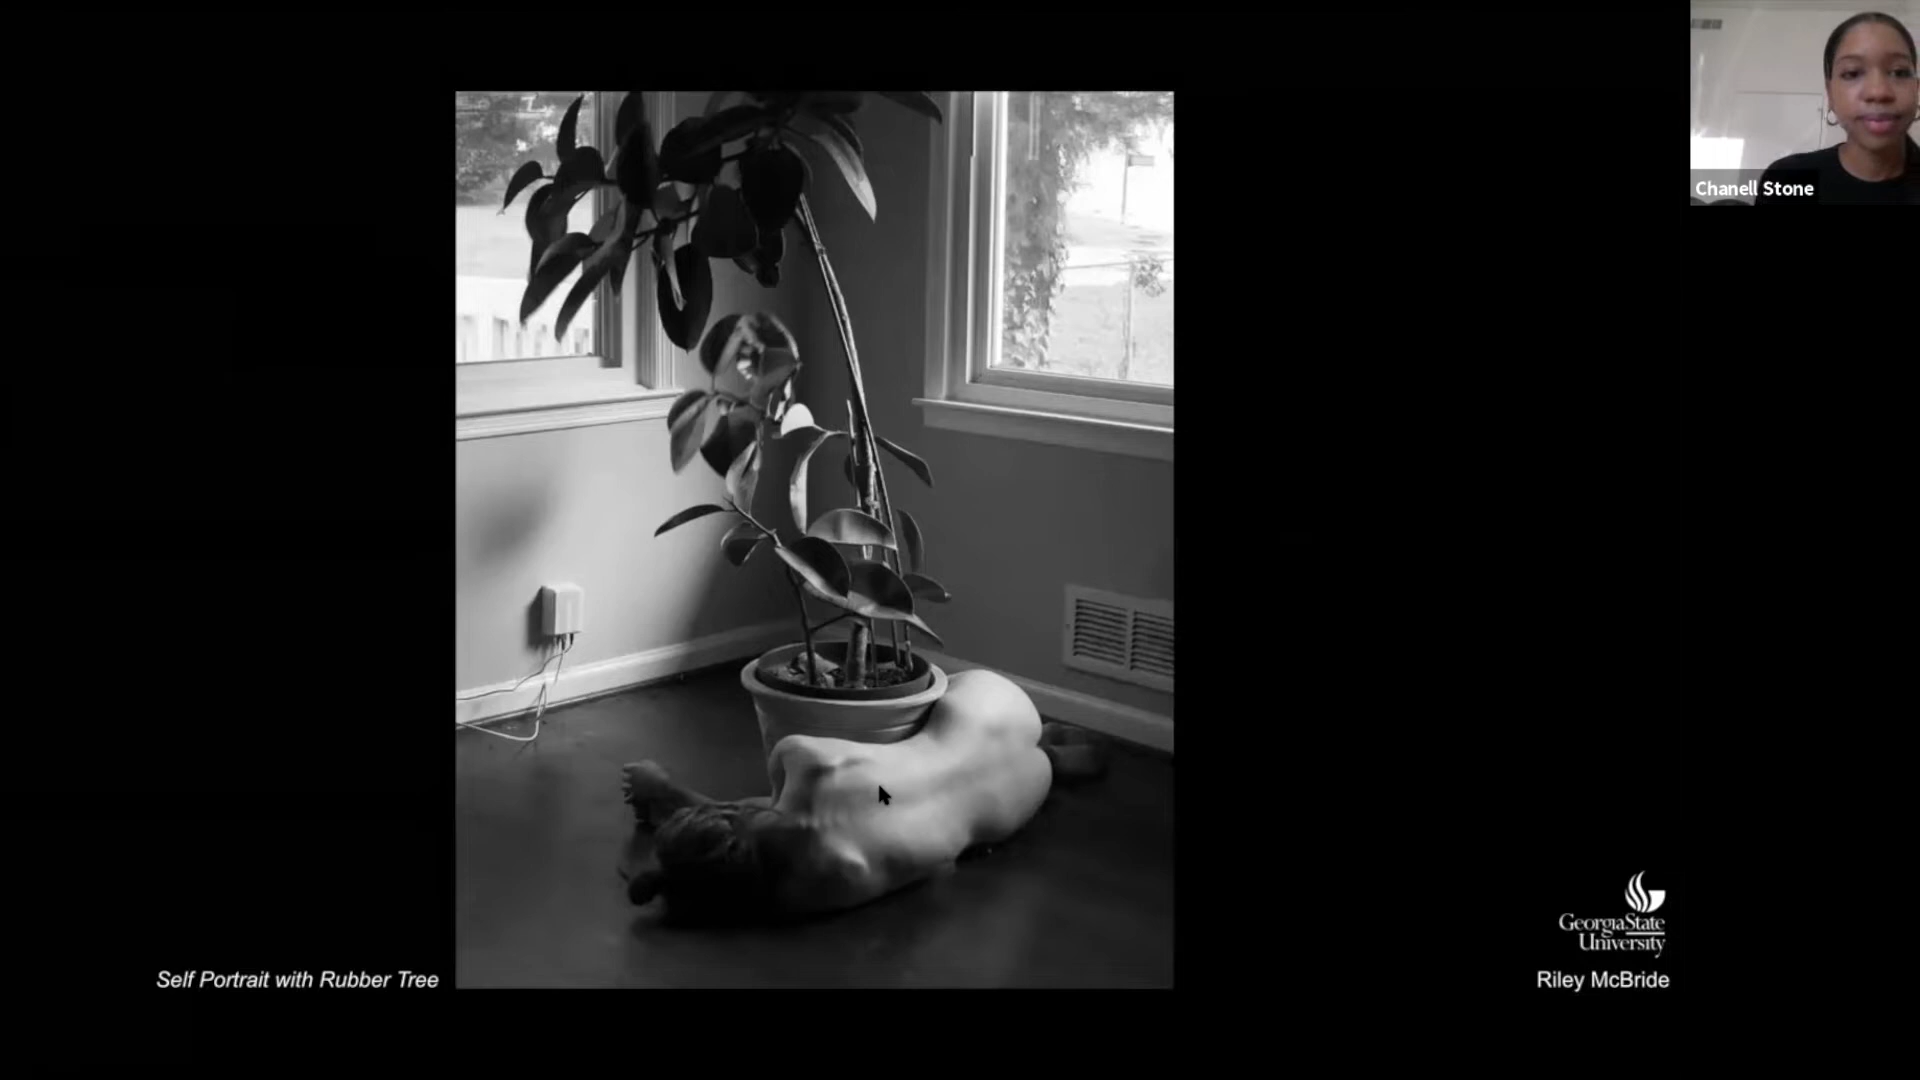 Chanell Stone
Georgia State
University
Self Portrait with Rubber Tree
Riley McBride